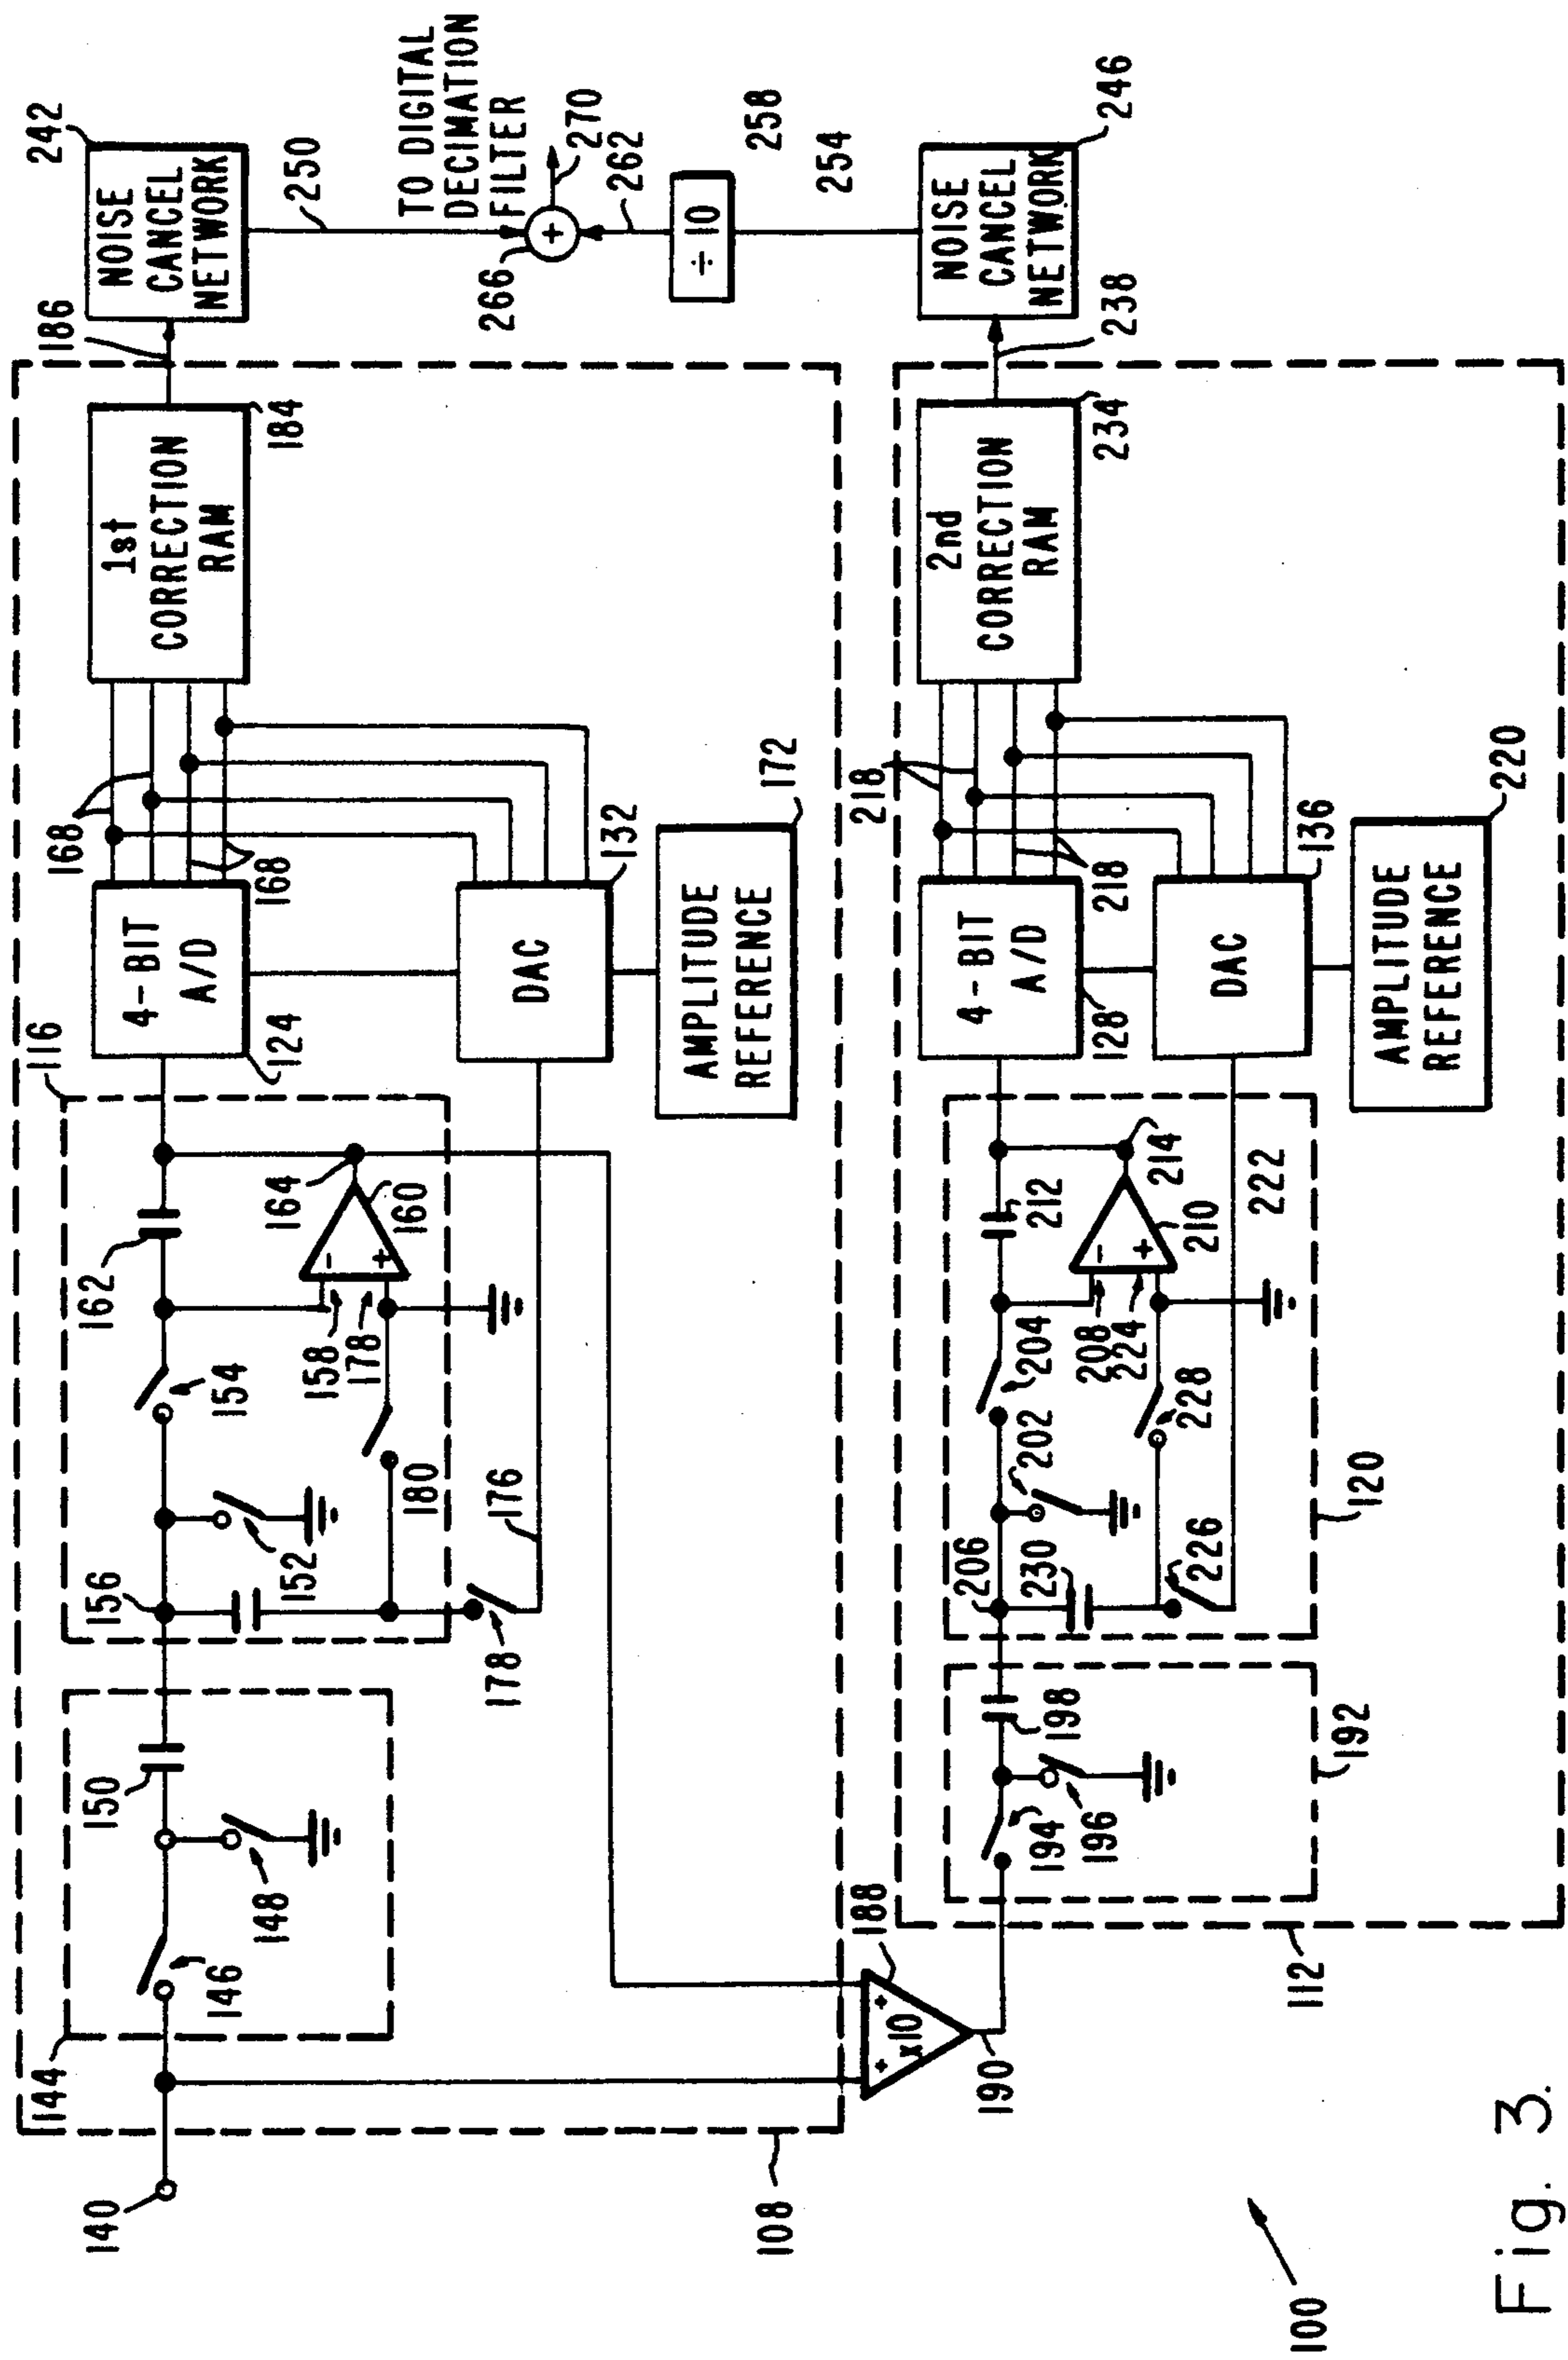 140
144
146
148
150
156
152
154
162
164
158
178
160
180
178
176
116
4-BIT
A/D
124
168
168
DAC
132
AMPLITUDE
REFERENCE
172
1st
CORRECTION
RAM
184
186
NOISE
CANCEL
NETWORK
242
250
TO DIGITAL
DECIMATION
FILTER
270
266
+
262
÷ 10
258
254
108
188
+
+
x10
190
194
196
198
192
206
230
202
204
212
214
-
+
-
+
208
224
210
228
226
222
120
4-BIT
A/D
128
218
218
DAC
136
AMPLITUDE
REFERENCE
220
2nd
CORRECTION
RAM
234
238
NOISE
CANCEL
NETWORK
246
112
100
Fig. 3.